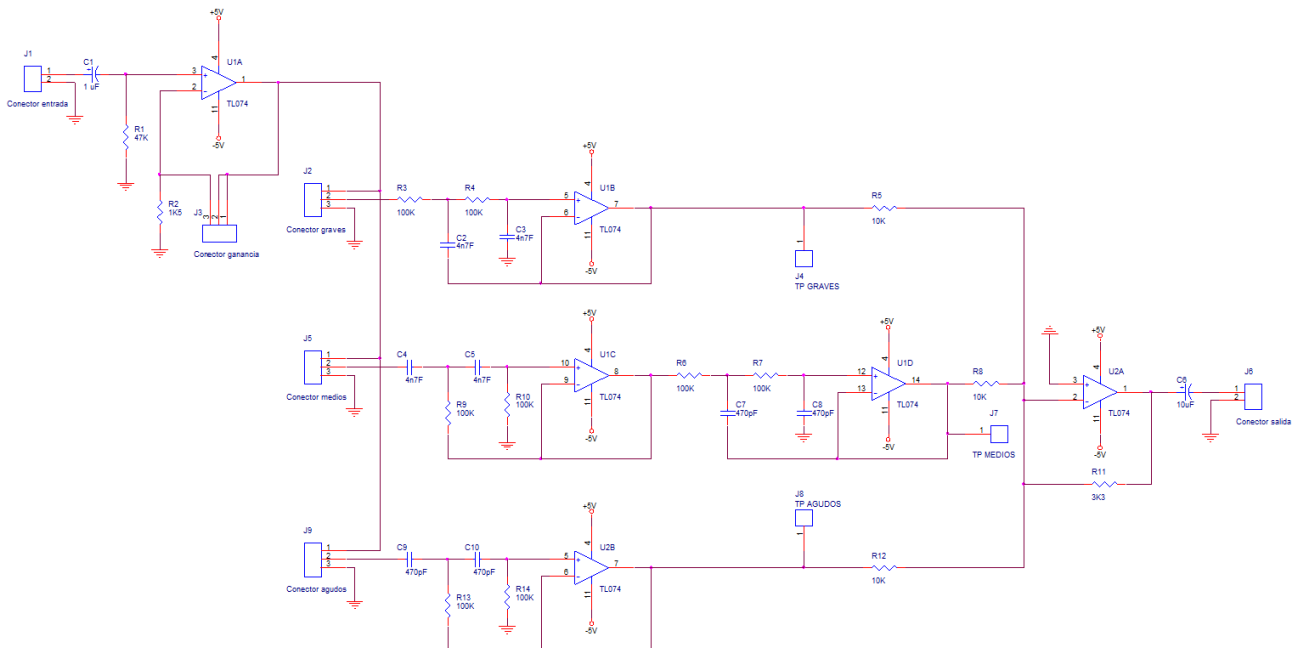 +5V
J1
1
2
Conector entrada
C1
1 uF
R1
47K
3
2
+
-
4
11
1
U1A
TL074
-5V
R2
1K5
J3
3
2
1
Conector ganancia
J2
1
2
3
Conector graves
R3
100K
R4
100K
C2
4n7F
C3
4n7F
+5V
5
6
+
-
4
11
7
U1B
TL074
-5V
R5
10K
1
J4
TP GRAVES
J5
1
2
3
Conector medios
C4
4n7F
C5
4n7F
R9
100K
R10
100K
+5V
10
9
+
-
4
11
8
U1C
TL074
-5V
R6
100K
R7
100K
C7
470pF
C8
470pF
+5V
12
13
+
-
4
11
14
U1D
TL074
-5V
R8
10K
J7
1
TP MEDIOS
+5V
3
2
+
-
4
11
1
U2A
TL074
-5V
R11
3K3
C6
10uF
J6
1
2
Conector salida
J9
1
2
3
Conector agudos
C9
470pF
C10
470pF
R13
100K
R14
100K
+5V
5
6
+
-
4
11
7
U2B
TL074
-5V
J8
TP AGUDOS
1
R12
10K